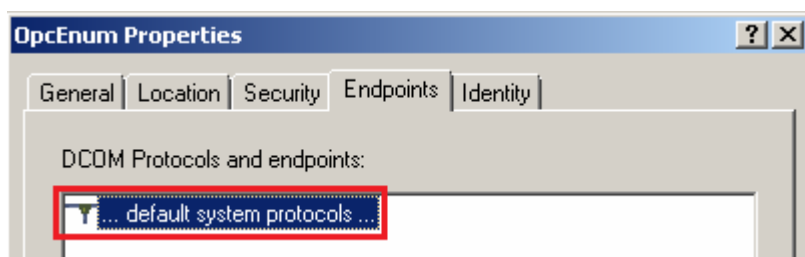 OpcEnum Properties
? X
General Location Security Endpoints Identity
DCOM Protocols and endpoints:
... default system protocols ...